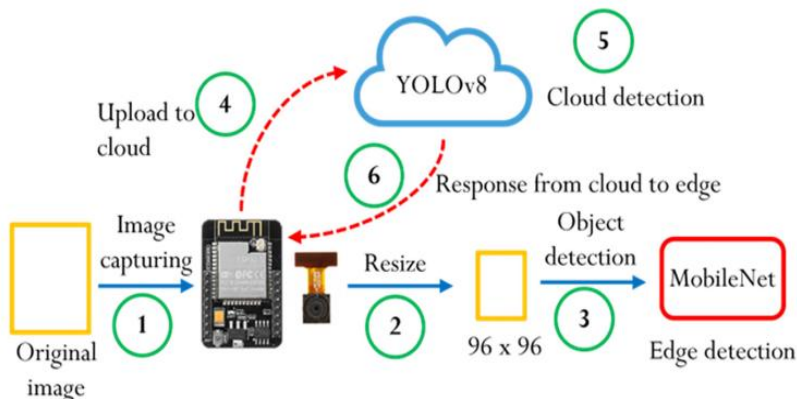 5
YOLOv8
4
Cloud detection
Upload to
cloud
6
Response from cloud to edge
Image
capturing
Object
detection
Resize
MobileNet
1
2
3
Original
image
96 x 96
Edge detection